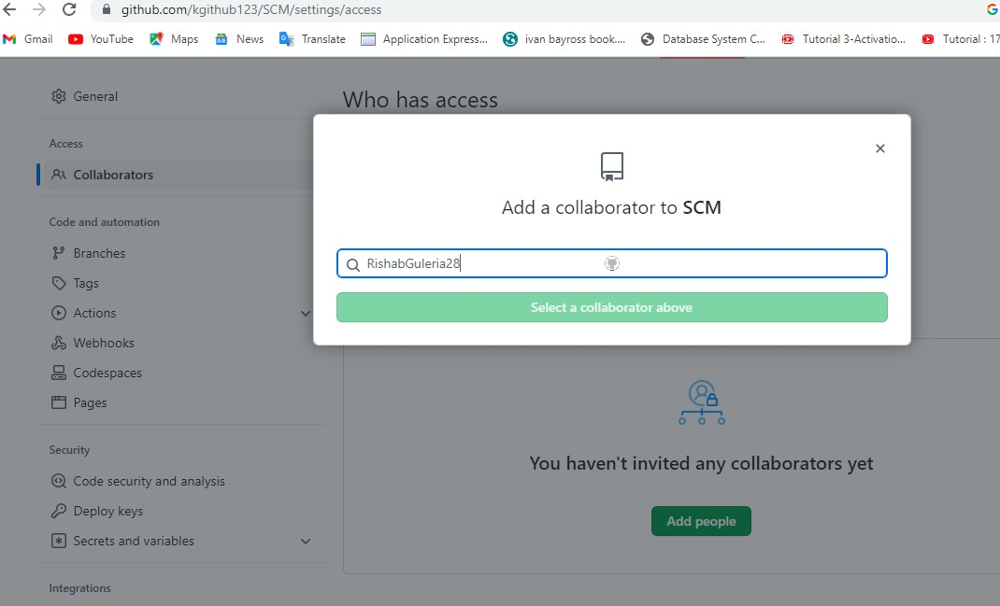 github.com/kgithub123/SCM/settings/access
Gmail YouTube Maps News Translate Application Express... ivan bayross book.... Database System C... Tutorial 3-Activatio... Tutorial : 17
General
Access
Collaborators
Code and automation
Branches
Tags
Actions
Webhooks
Codespaces
Pages
Security
Code security and analysis
Deploy keys
Secrets and variables
Integrations
Who has access
Add a collaborator to SCM
RishabGuleria28
Select a collaborator above
You haven't invited any collaborators yet
Add people